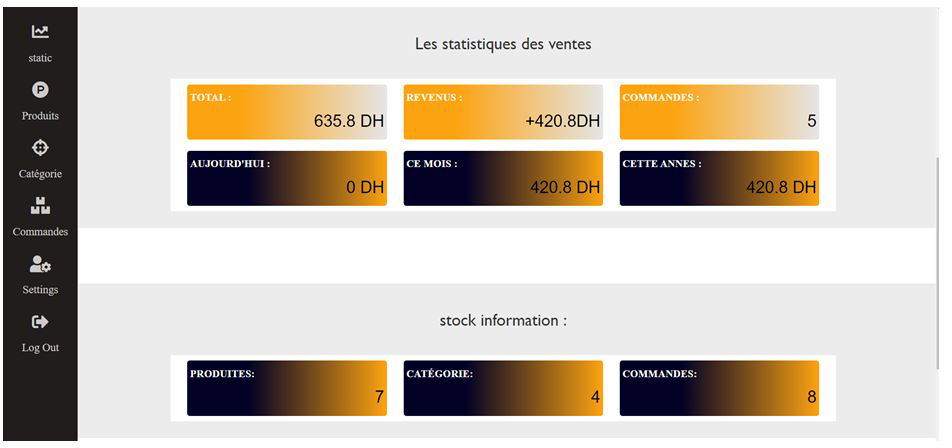 static
Produits
Catégorie
Commandes
Settings
Log Out
Les statistiques des ventes
TOTAL :
635.8 DH
REVENUS :
+420.8DH
COMMANDES :
5
AUJOURD'HUI :
0 DH
CE MOIS :
420.8 DH
CETTE ANNES :
420.8 DH
stock information :
PRODUITES:
7
CATÉGORIE:
4
COMMANDES:
8